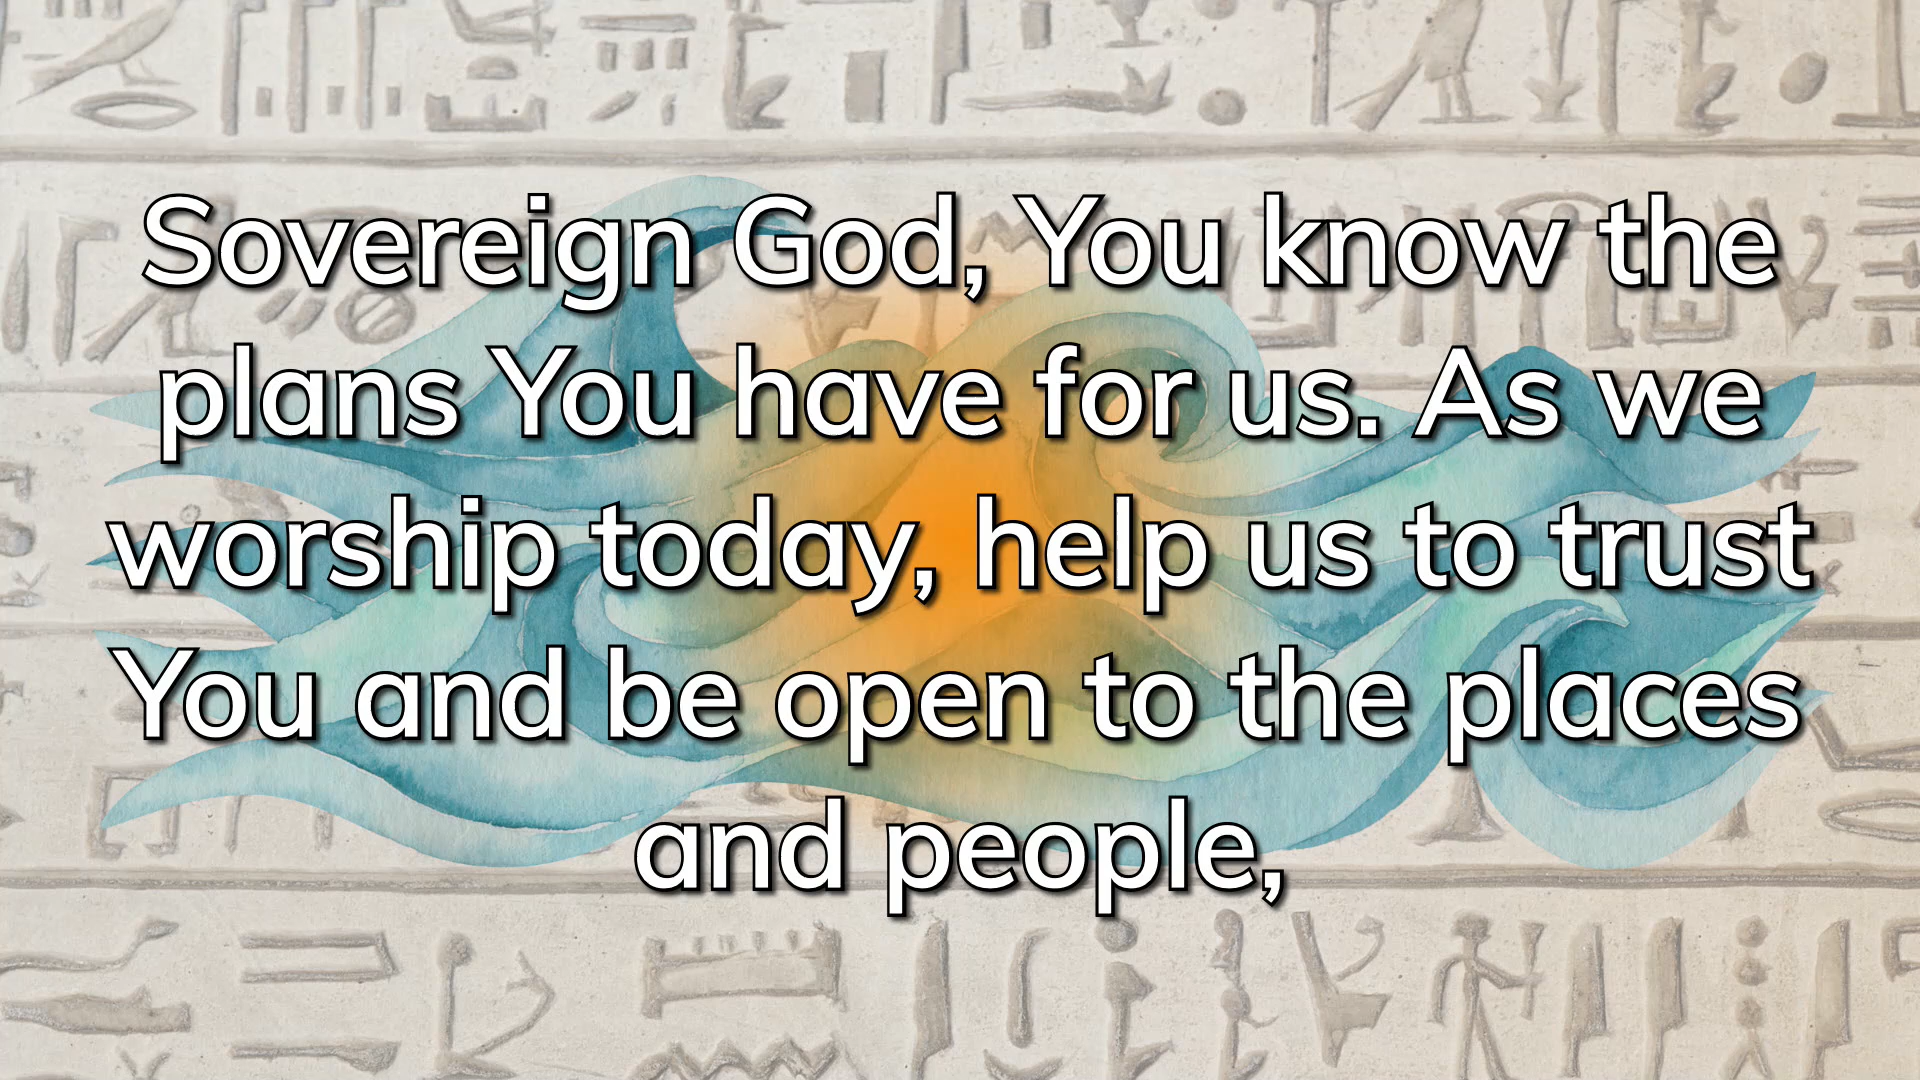 Sovereign God, You know the
plans You have for us. As we
worship today, help us to trust
You and be open to the places
and people,